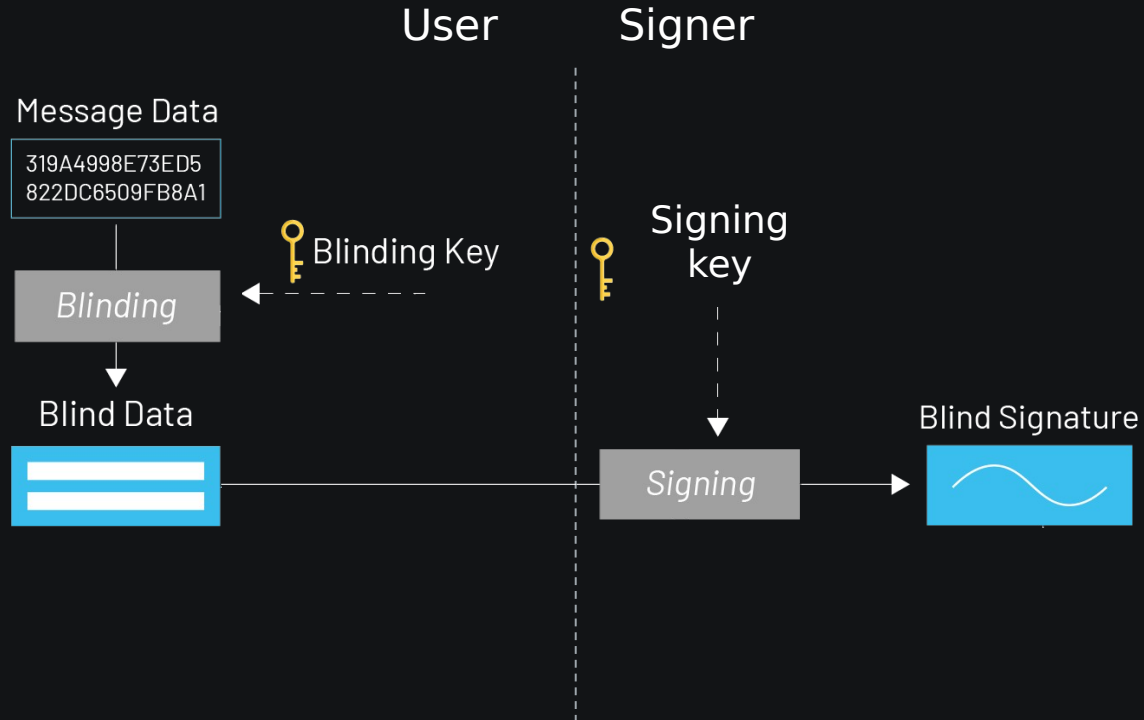 User
Signer
Message Data
319A4998E73ED5
822DC6509FB8A1
Blinding Key
Signing
key
Blinding
Blind Data
Signing
Blind Signature